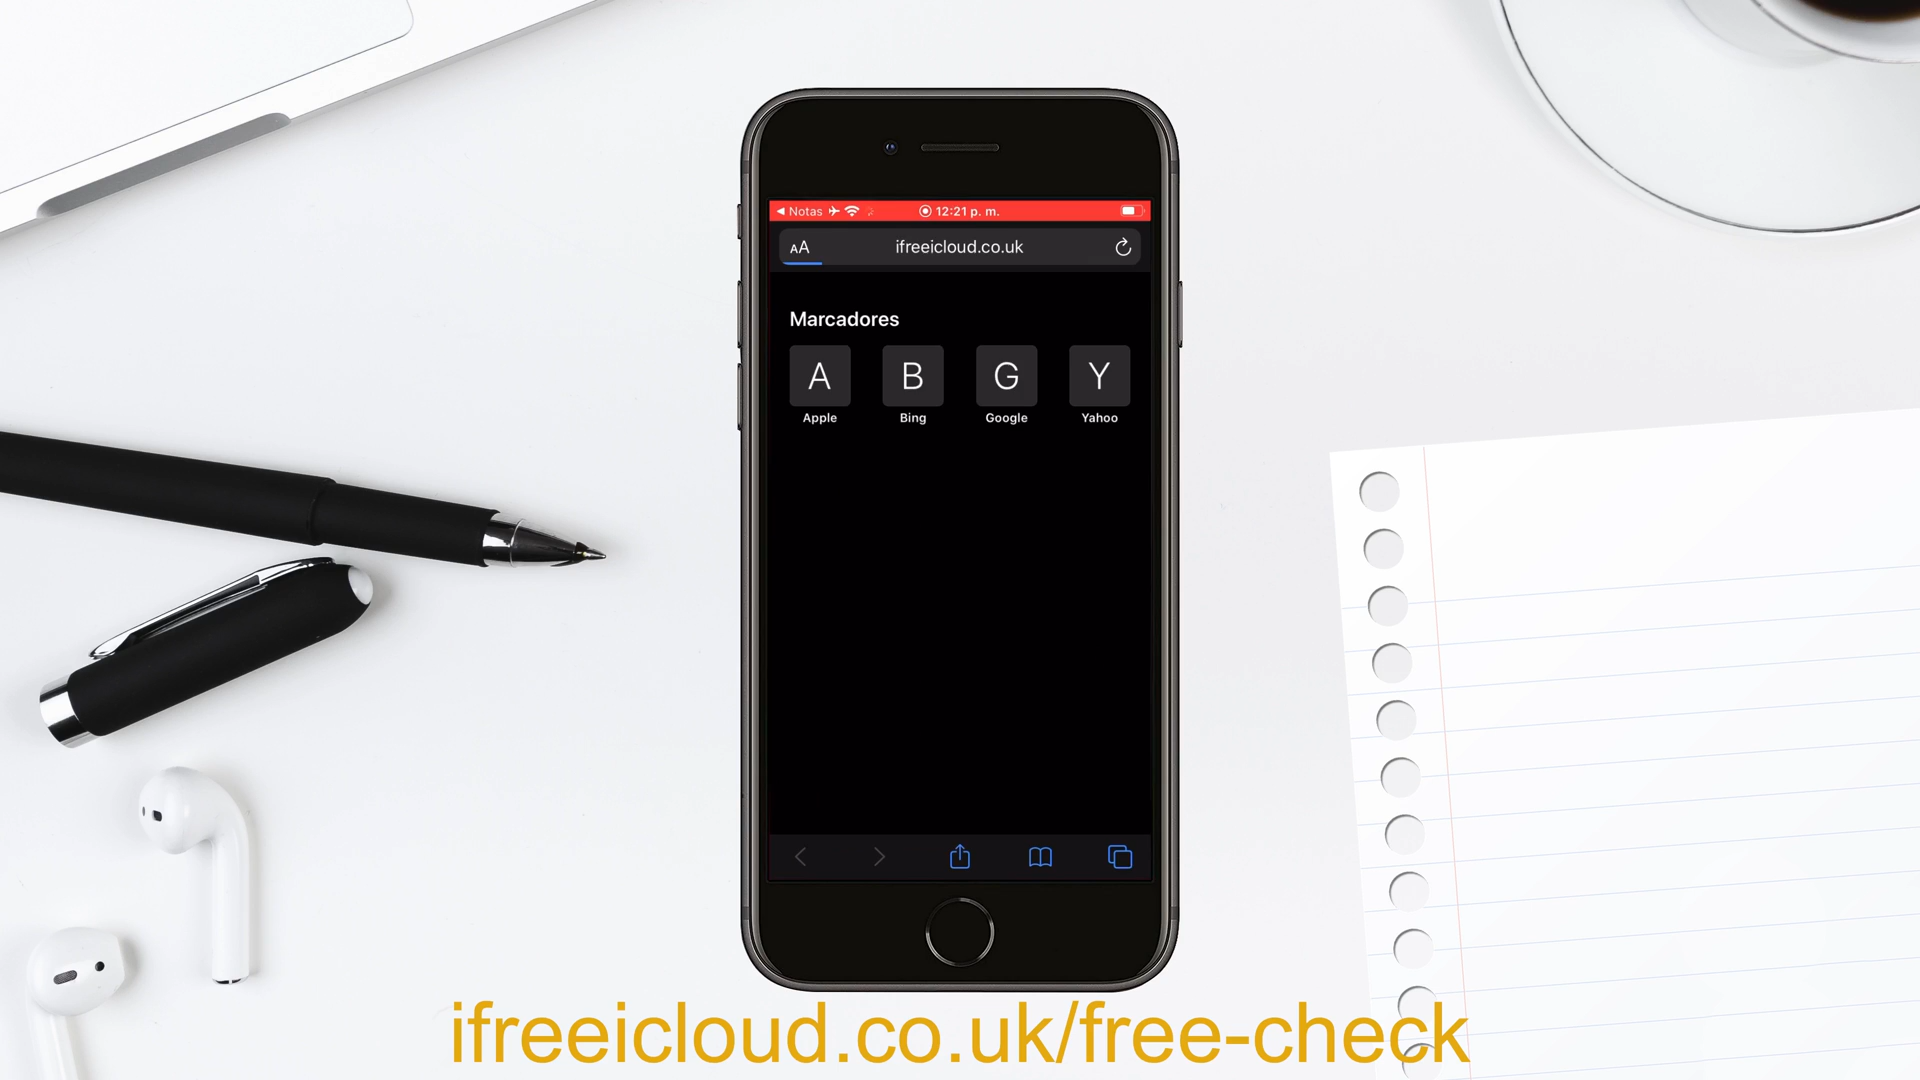 Notas 12:21 p. m.
AA ifreeicloud.co.uk
Marcadores
A B G Y
Apple Bing Google Yahoo
ifreeicloud.co.uk/free-check